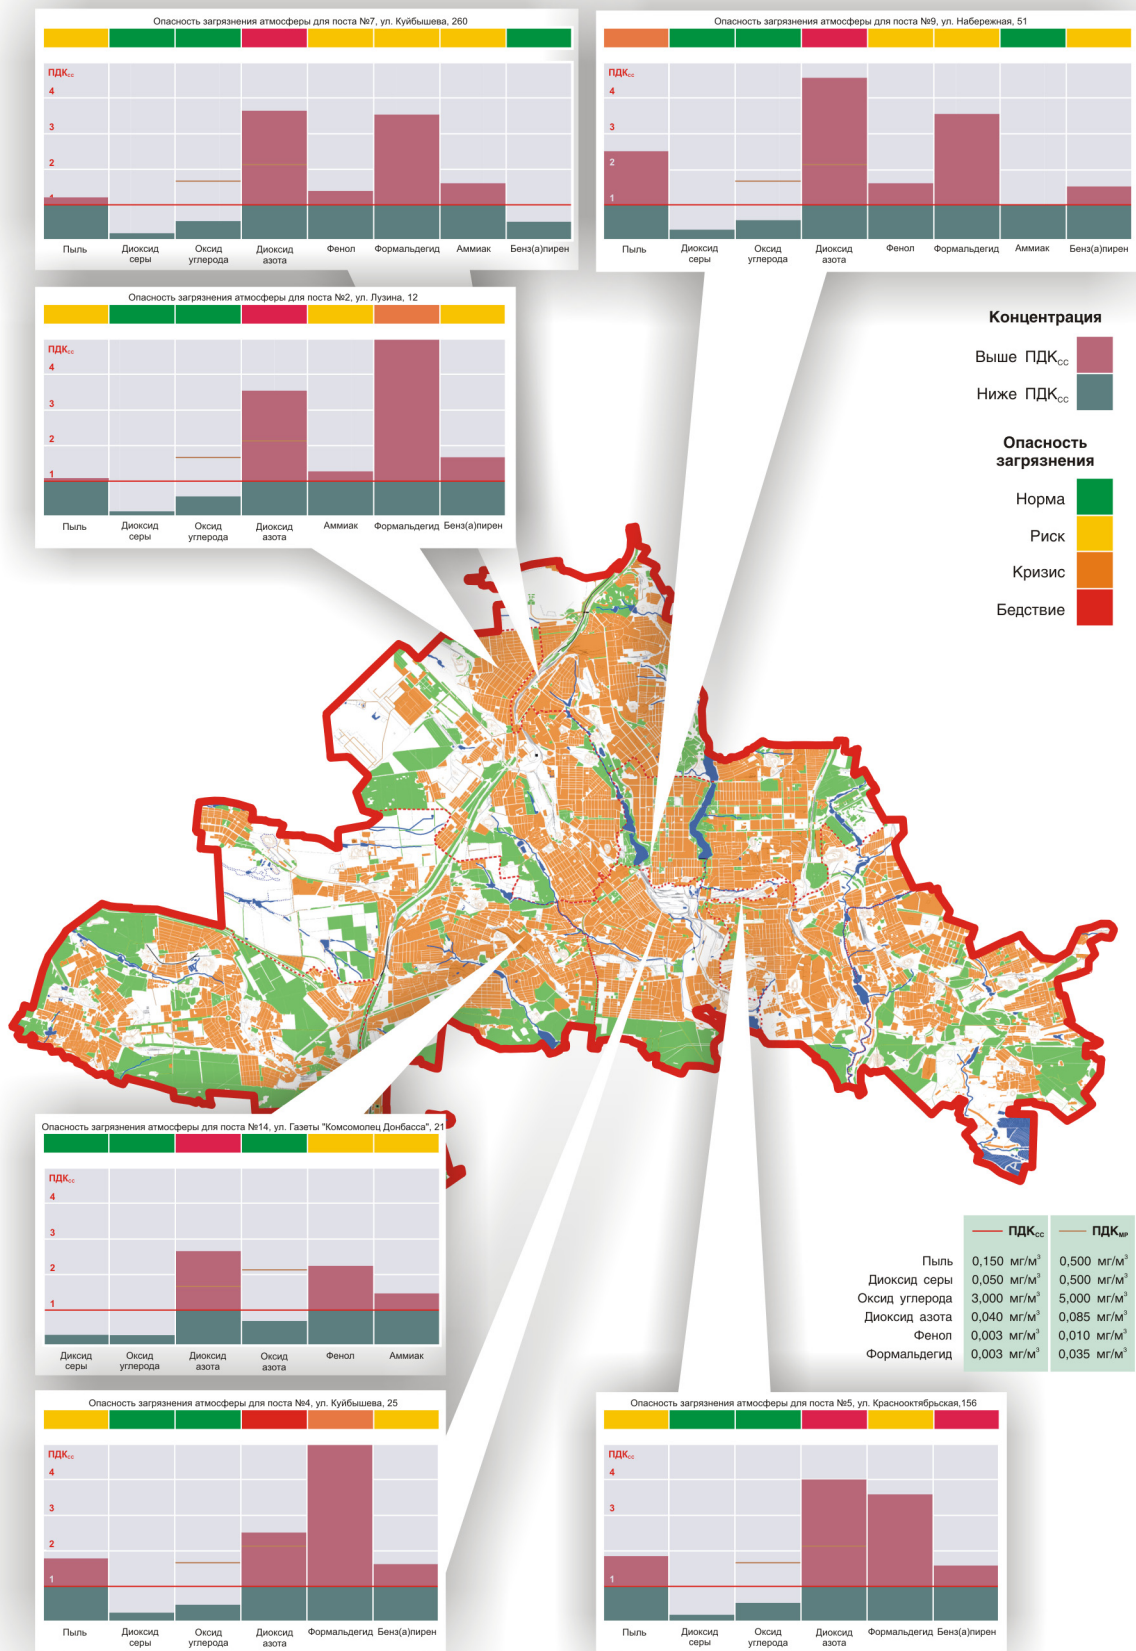 Опасность загрязнения атмосферы для поста №7, ул. Куйбышева, 260
ПДКсс
4
3
2
1
Пыль
Диоксид
серы
Оксид
углерода
Диоксид
азота
Фенол
Формальдегид
Аммиак
Бенз(а)пирен
Опасность загрязнения атмосферы для поста №9, ул. Набережная, 51
ПДКсс
4
3
2
1
Пыль
Диоксид
серы
Оксид
углерода
Диоксид
азота
Фенол
Формальдегид
Аммиак
Бенз(а)пирен
Опасность загрязнения атмосферы для поста №2, ул. Лузина, 12
ПДКсс
4
3
2
1
Пыль
Диоксид
серы
Оксид
углерода
Диоксид
азота
Аммиак
Формальдегид
Бенз(а)пирен
Концентрация
Выше ПДКсс
Ниже ПДКсс
Опасность
загрязнения
Норма
Риск
Кризис
Бедствие
Опасность загрязнения атмосферы для поста №14, ул. Газеты "Комсомолец Донбасса", 21
ПДКсс
4
3
2
1
Диксид
серы
Оксид
углерода
Диоксид
азота
Оксид
азота
Фенол
Аммиак
ПДКсс ПДКмр
Пыль 0,150 мг/м³ 0,500 мг/м³
Диоксид серы 0,050 мг/м³ 0,500 мг/м³
Оксид углерода 3,000 мг/м³ 5,000 мг/м³
Диоксид азота 0,040 мг/м³ 0,085 мг/м³
Фенол 0,003 мг/м³ 0,010 мг/м³
Формальдегид 0,003 мг/м³ 0,035 мг/м³
Опасность загрязнения атмосферы для поста №4, ул. Куйбышева, 25
ПДКсс
4
3
2
1
Пыль
Диоксид
серы
Оксид
углерода
Диоксид
азота
Формальдегид
Бенз(а)пирен
Опасность загрязнения атмосферы для поста №5, ул. Краснооктябрьская,156
ПДКсс
4
3
1
Пыль
Диоксид
серы
Оксид
углерода
Диоксид
азота
Формальдегид
Бенз(а)пирен